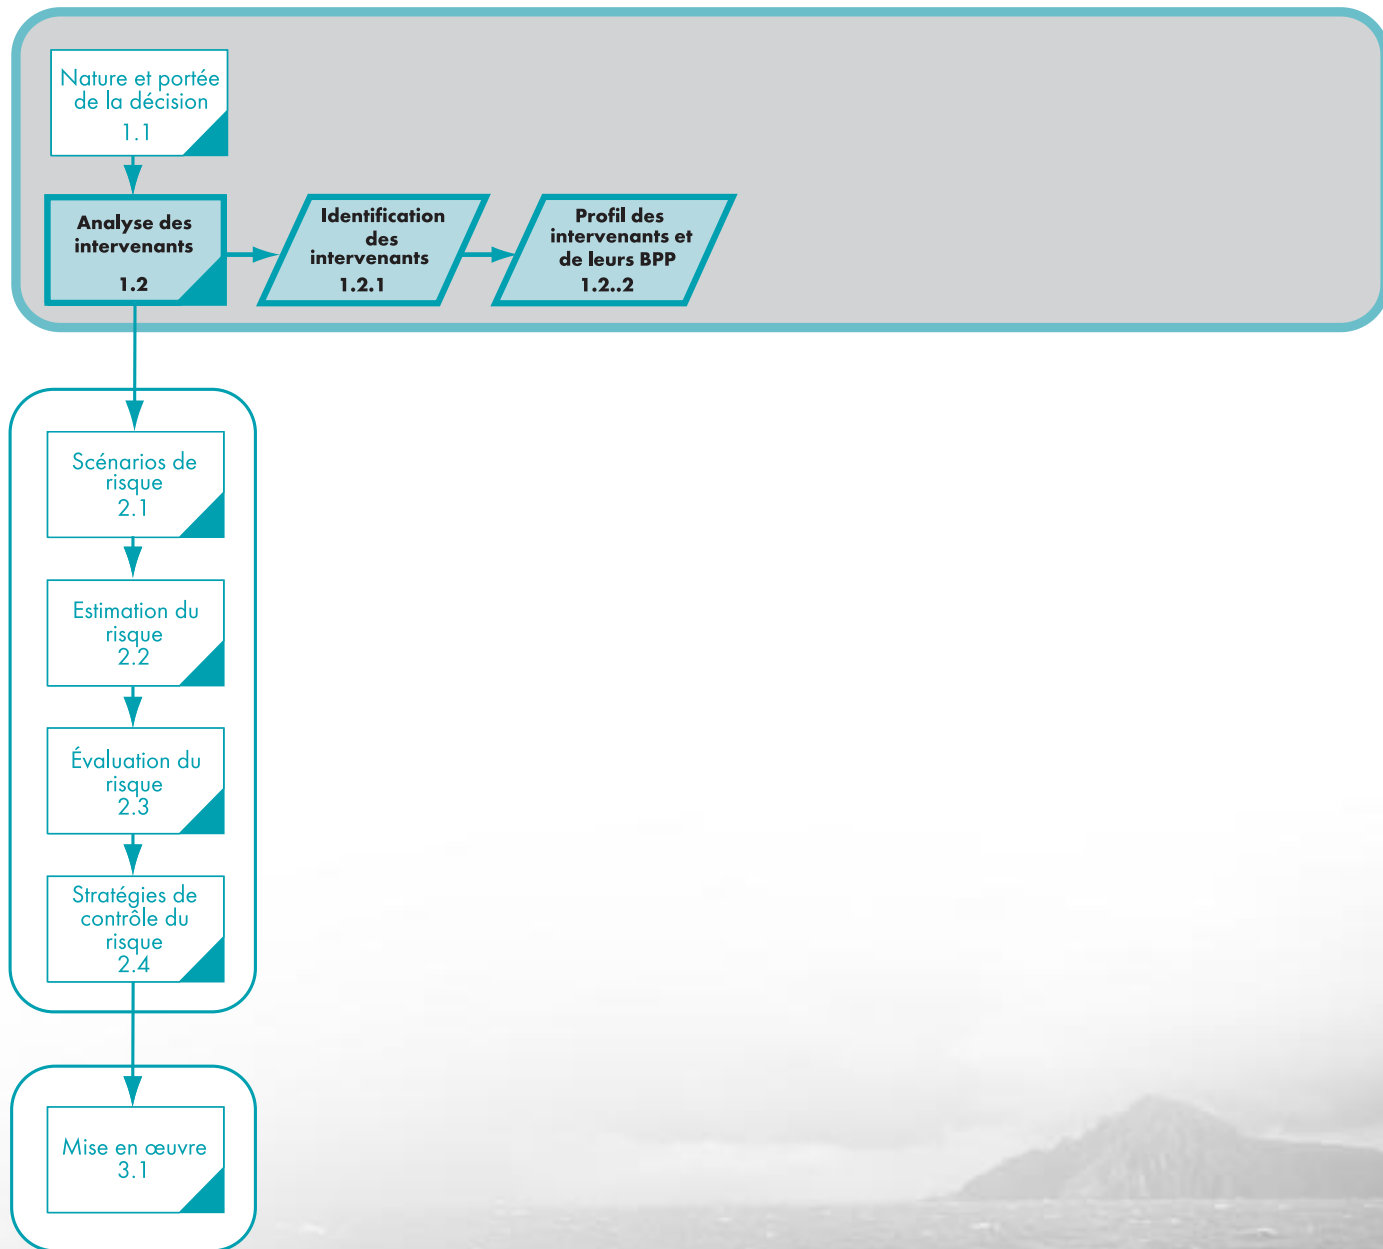 Nature et portée
de la décision
1.1
Analyse des
intervenants
1.2
Identification
des
intervenants
1.2.1
Profil des
intervenants et
de leurs BPP
1.2..2
Scénarios de
risque
2.1
Estimation du
risque
2.2
Évaluation du
risque
2.3
Stratégies de
contrôle du
risque
2.4
Mise en œuvre
3.1